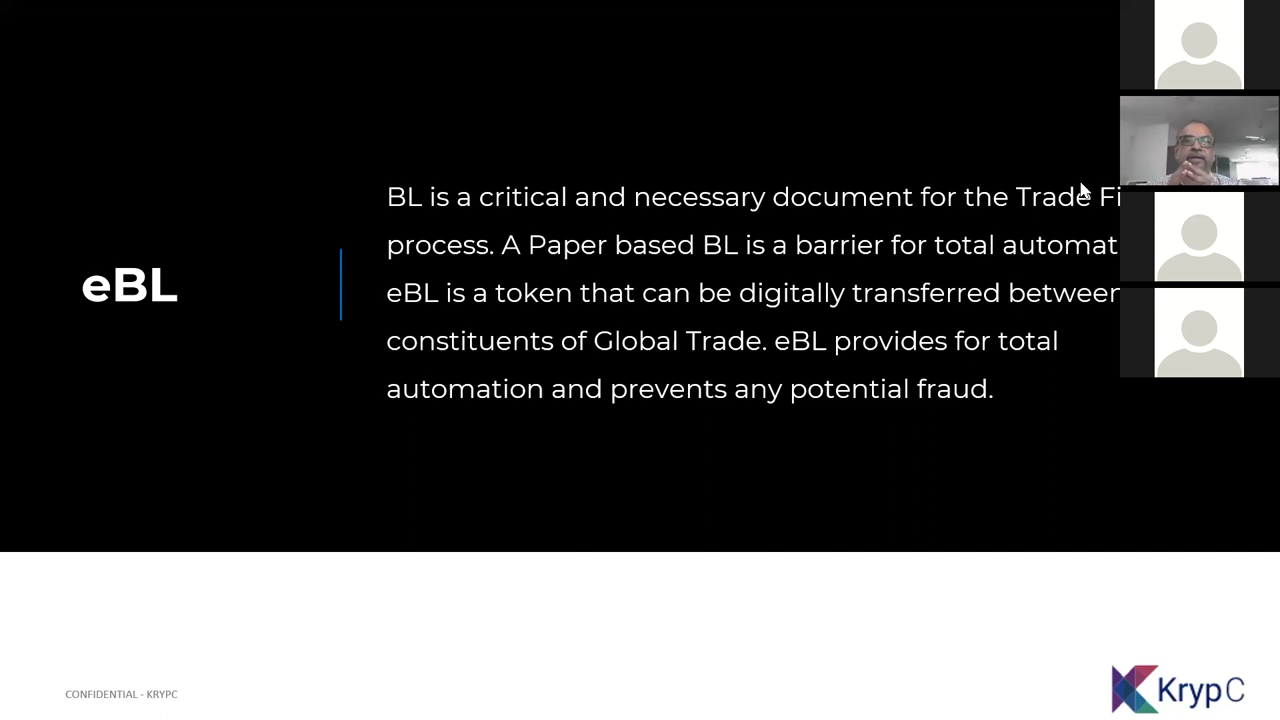 BL is a critical and necessary document for the Trade
process. A Paper based BL is a barrier for total
eBL
eBL is a token that can be digitally transferred between
constituents of Global Trade. eBL provides for total
automation and prevents any potential fraud.
CONFIDENTIAL - KRYPC
KrypC